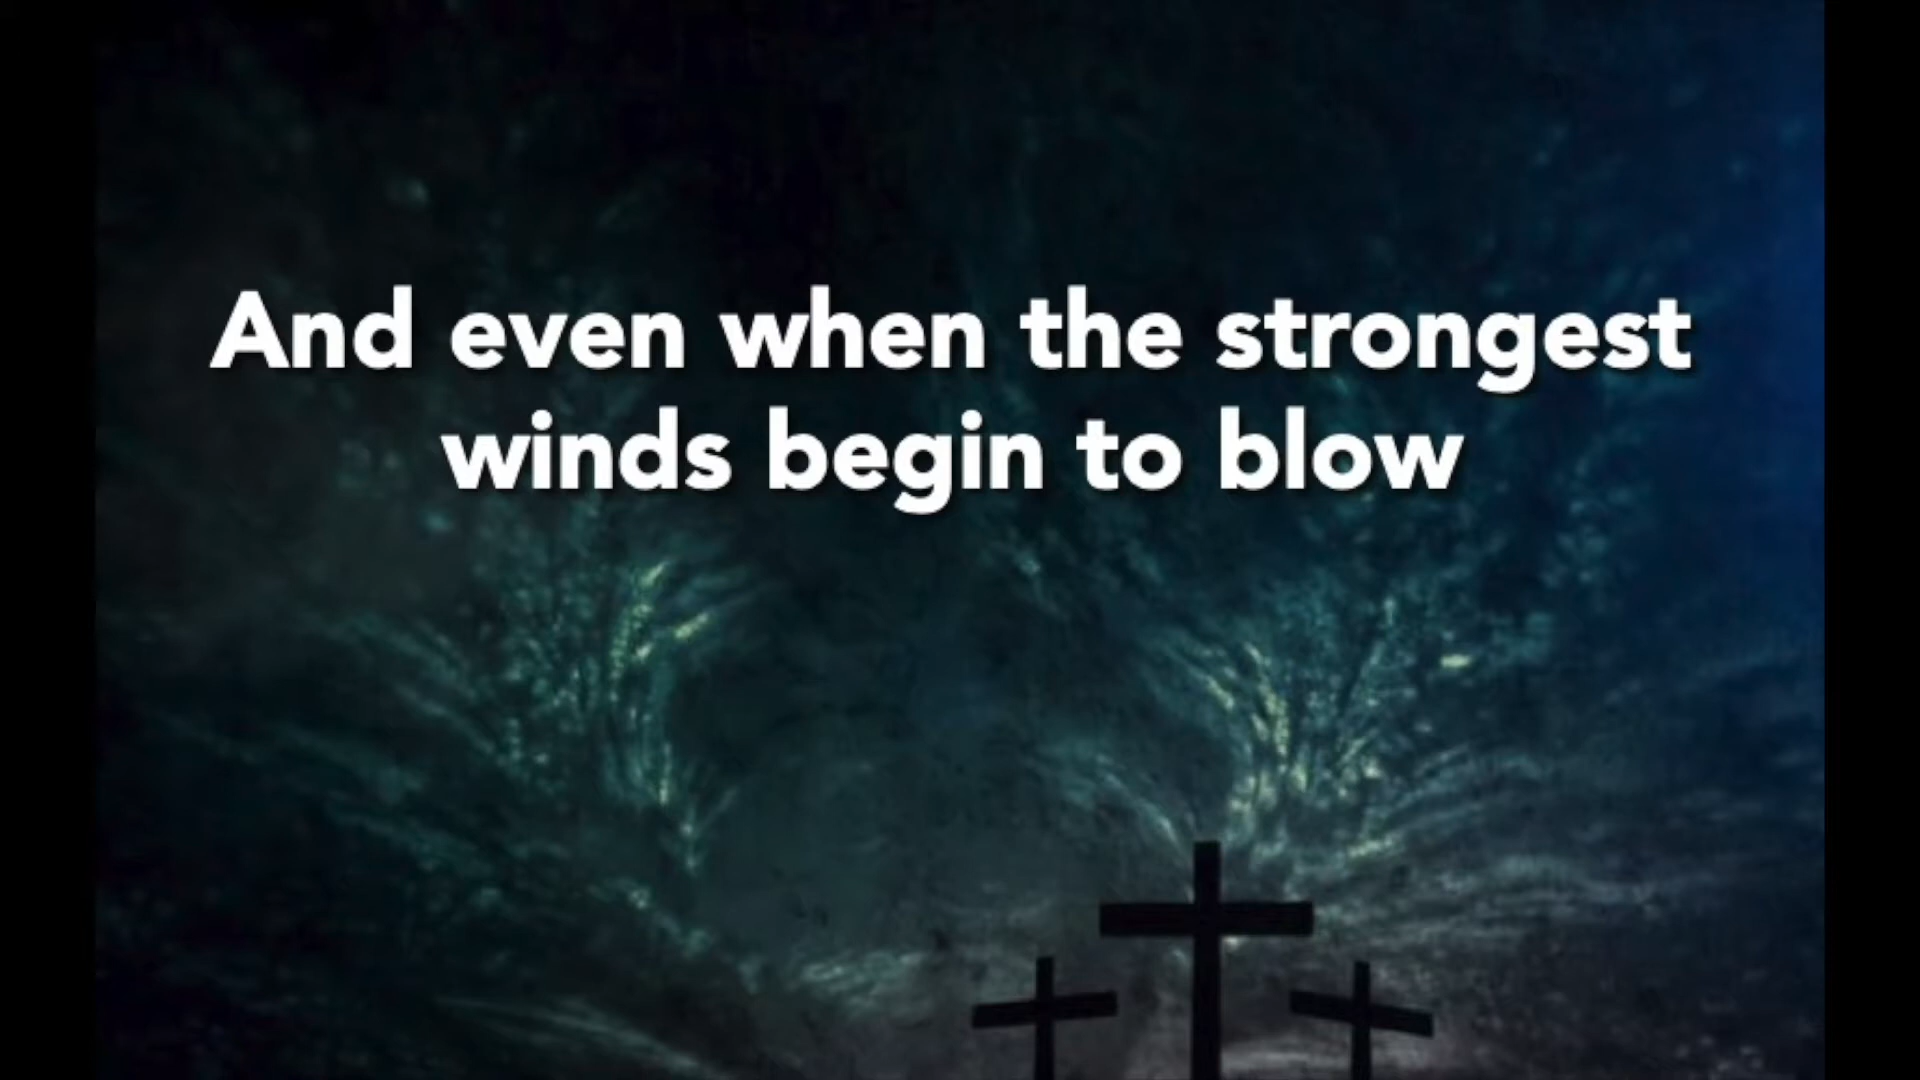 And even when the strongest
winds begin to blow